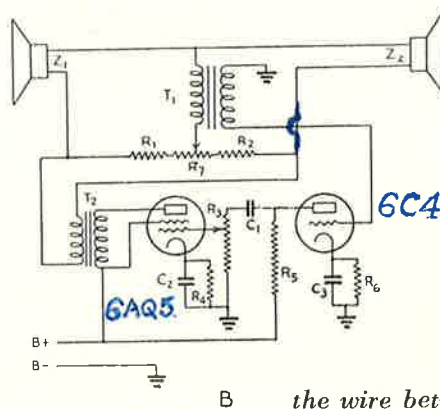 Z1
Z2
T1
R1
R7
R2
T2
R3
C1
6C4
C2
R4
R5
C3
R6
6AQ5.
B+
B-
B
the wire bet